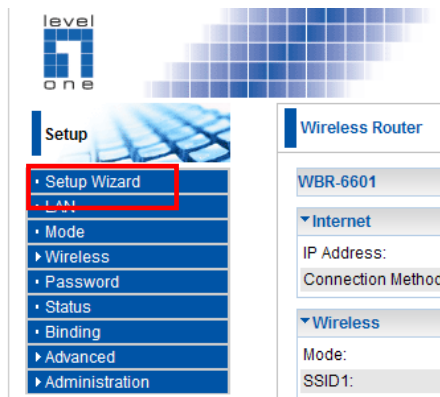 level
one
Setup
Setup Wizard
LAN
Mode
Wireless
Password
Status
Binding
Advanced
Administration
Wireless Router
WBR-6601
Internet
IP Address:
Connection Method
Wireless
Mode:
SSID1: